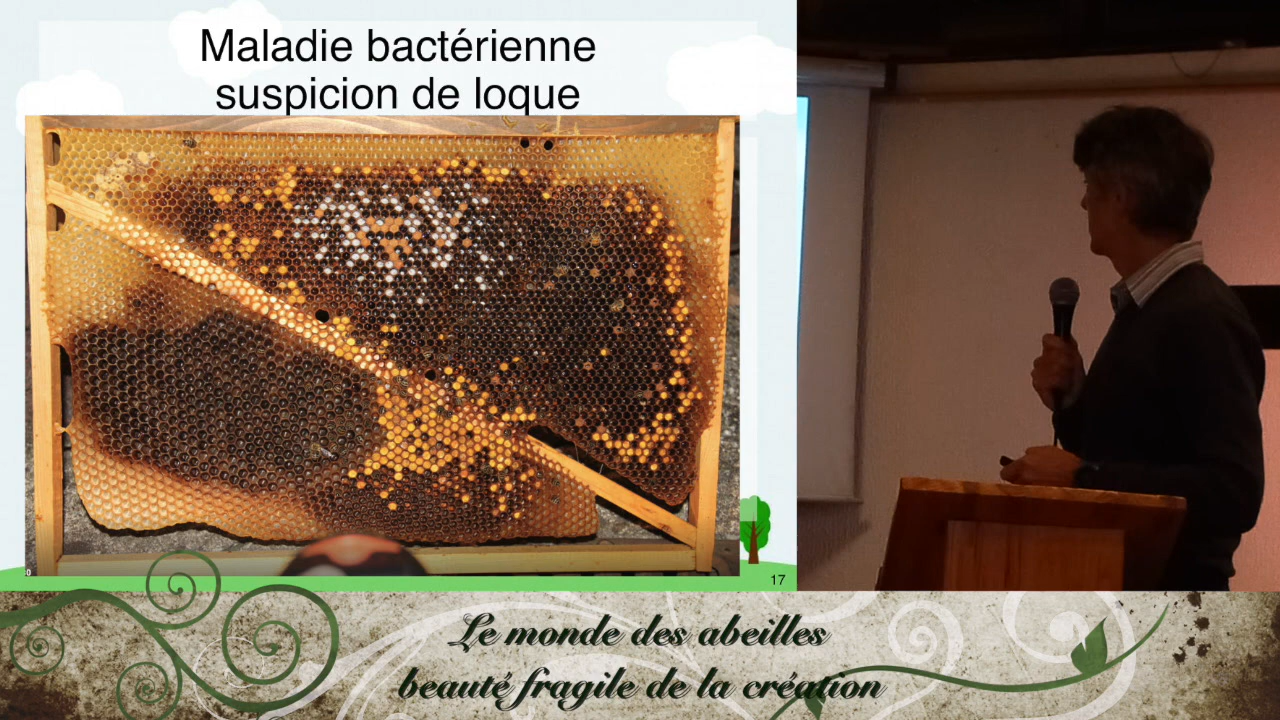 Maladie bactérienne
suspicion de loque
17
Le monde des abeilles
beauté fragile de la création